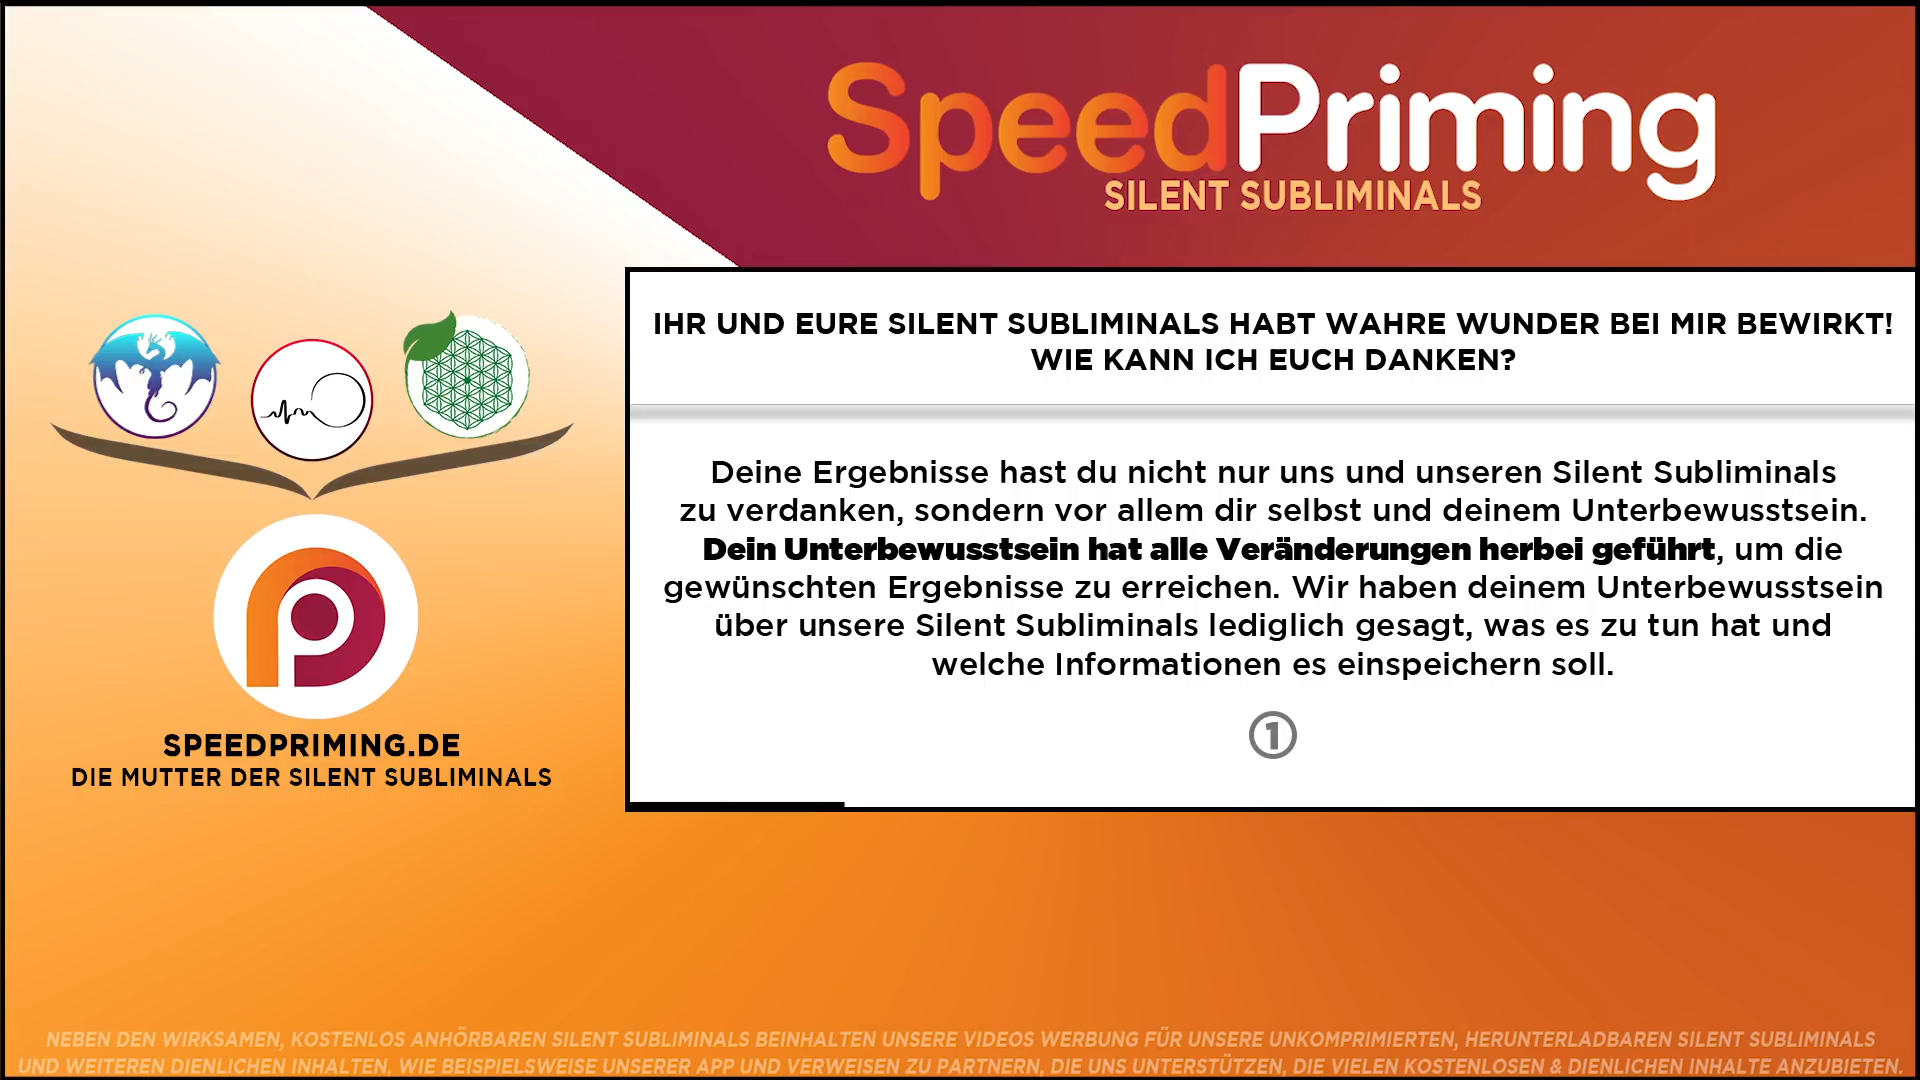 SpeedPriming
SILENT SUBLIMINALS
IHR UND EURE SILENT SUBLIMINALS HABT WAHRE WUNDER BEI MIR BEWIRKT!
WIE KANN ICH EUCH DANKEN?
Deine Ergebnisse hast du nicht nur uns und unseren Silent Subliminals
zu verdanken, sondern vor allem dir selbst und deinem Unterbewusstsein.
Dein Unterbewusstsein hat alle Veränderungen herbei geführt, um die
gewünschten Ergebnisse zu erreichen. Wir haben deinem Unterbewusstsein
über unsere Silent Subliminals lediglich gesagt, was es zu tun hat und
welche Informationen es einspeichern soll.
1
SPEEDPRIMING.DE
DIE MUTTER DER SILENT SUBLIMINALS
NEBEN DEN WIRKSAMEN, KOSTENLOS ANHÖRBAREN SILENT SUBLIMINALS BEINHALTEN UNSERE VIDEOS WERBUNG FÜR UNSERE UNKOMPRIMIERTEN, HERUNTERLADBAREN SILENT SUBLIMINALS
UND WEITEREN DIENLICHEN INHALTEN, WIE BEISPIELSWEISE UNSERER APP UND VERWEISEN ZU PARTNERN, DIE UNS UNTERSTÜTZEN, DIE VIELEN KOSTENLOSEN & DIENLICHEN INHALTE ANZUBIETEN.